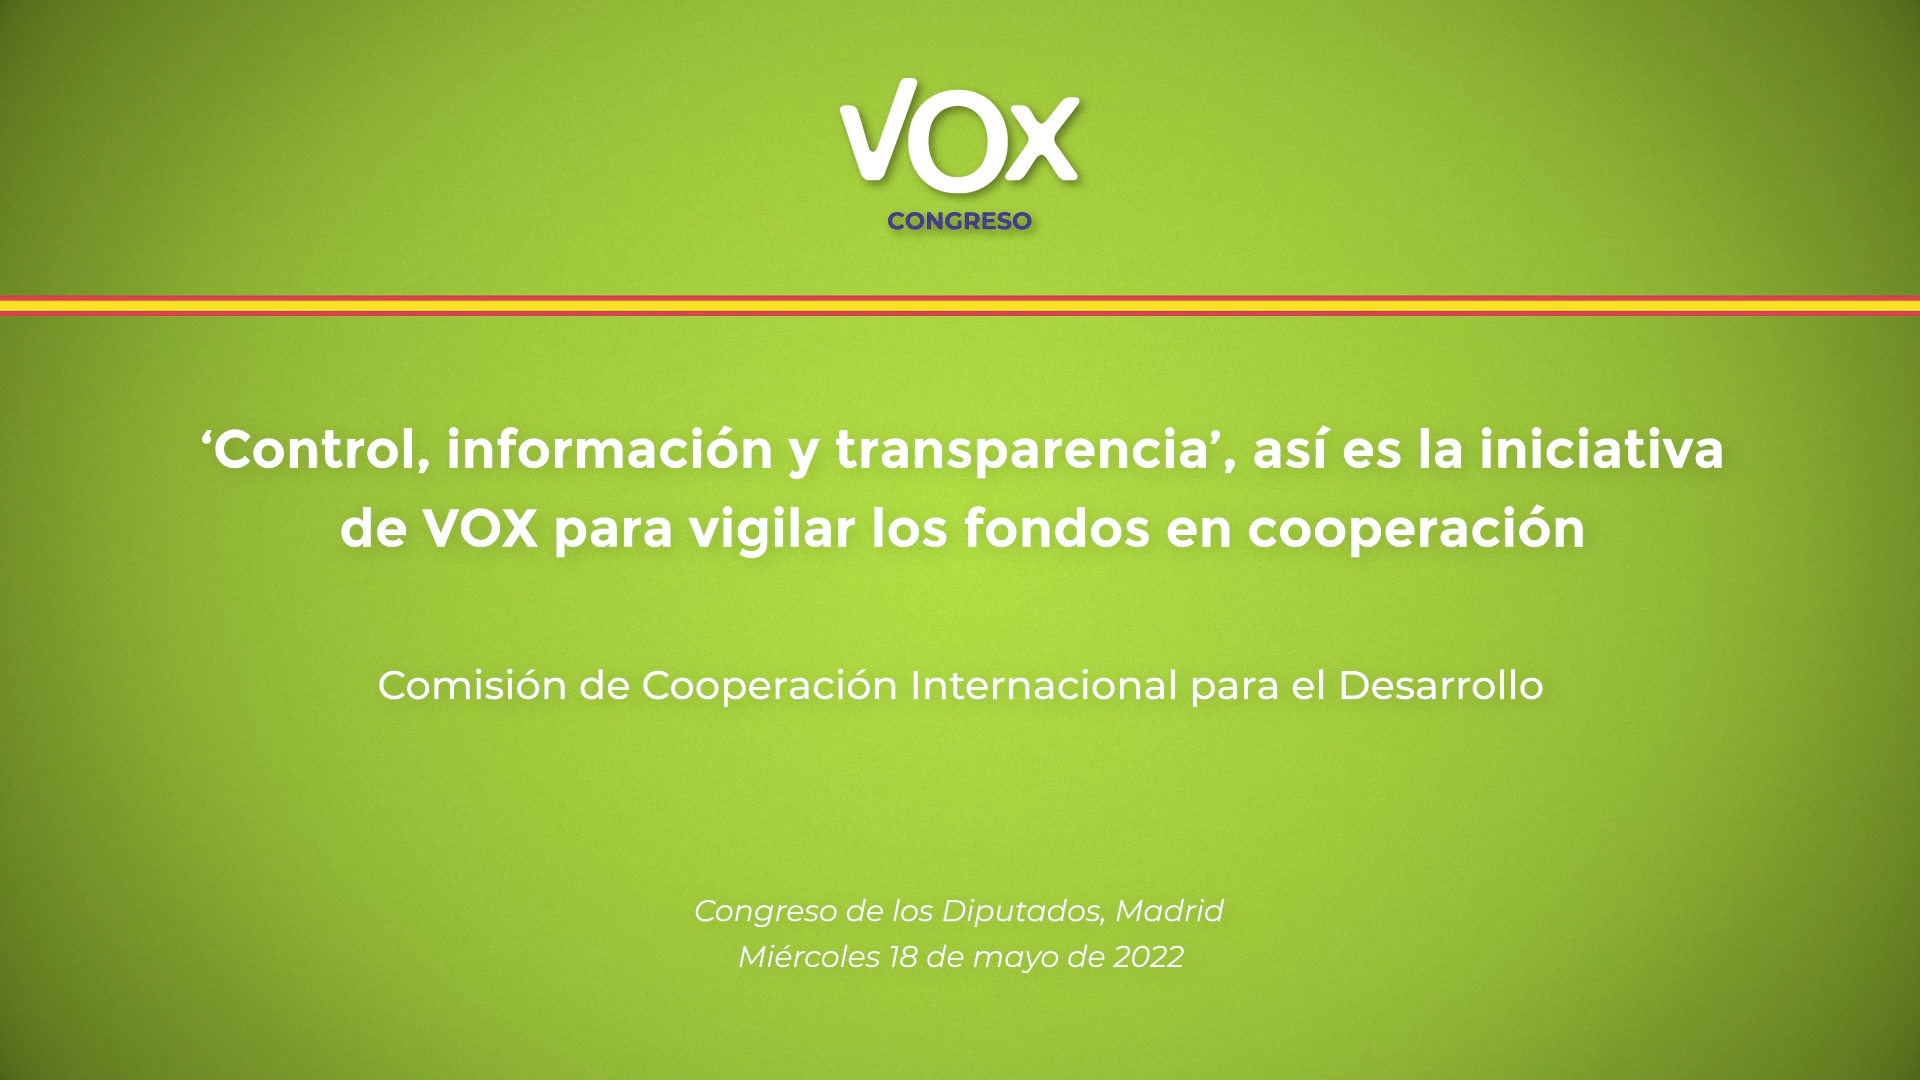 VOX
CONGRESO
‘Control, información y transparencia’, así es la iniciativa
de VOX para vigilar los fondos en cooperación
Comisión de Cooperación Internacional para el Desarrollo
Congreso de los Diputados, Madrid
Miércoles 18 de mayo de 2022